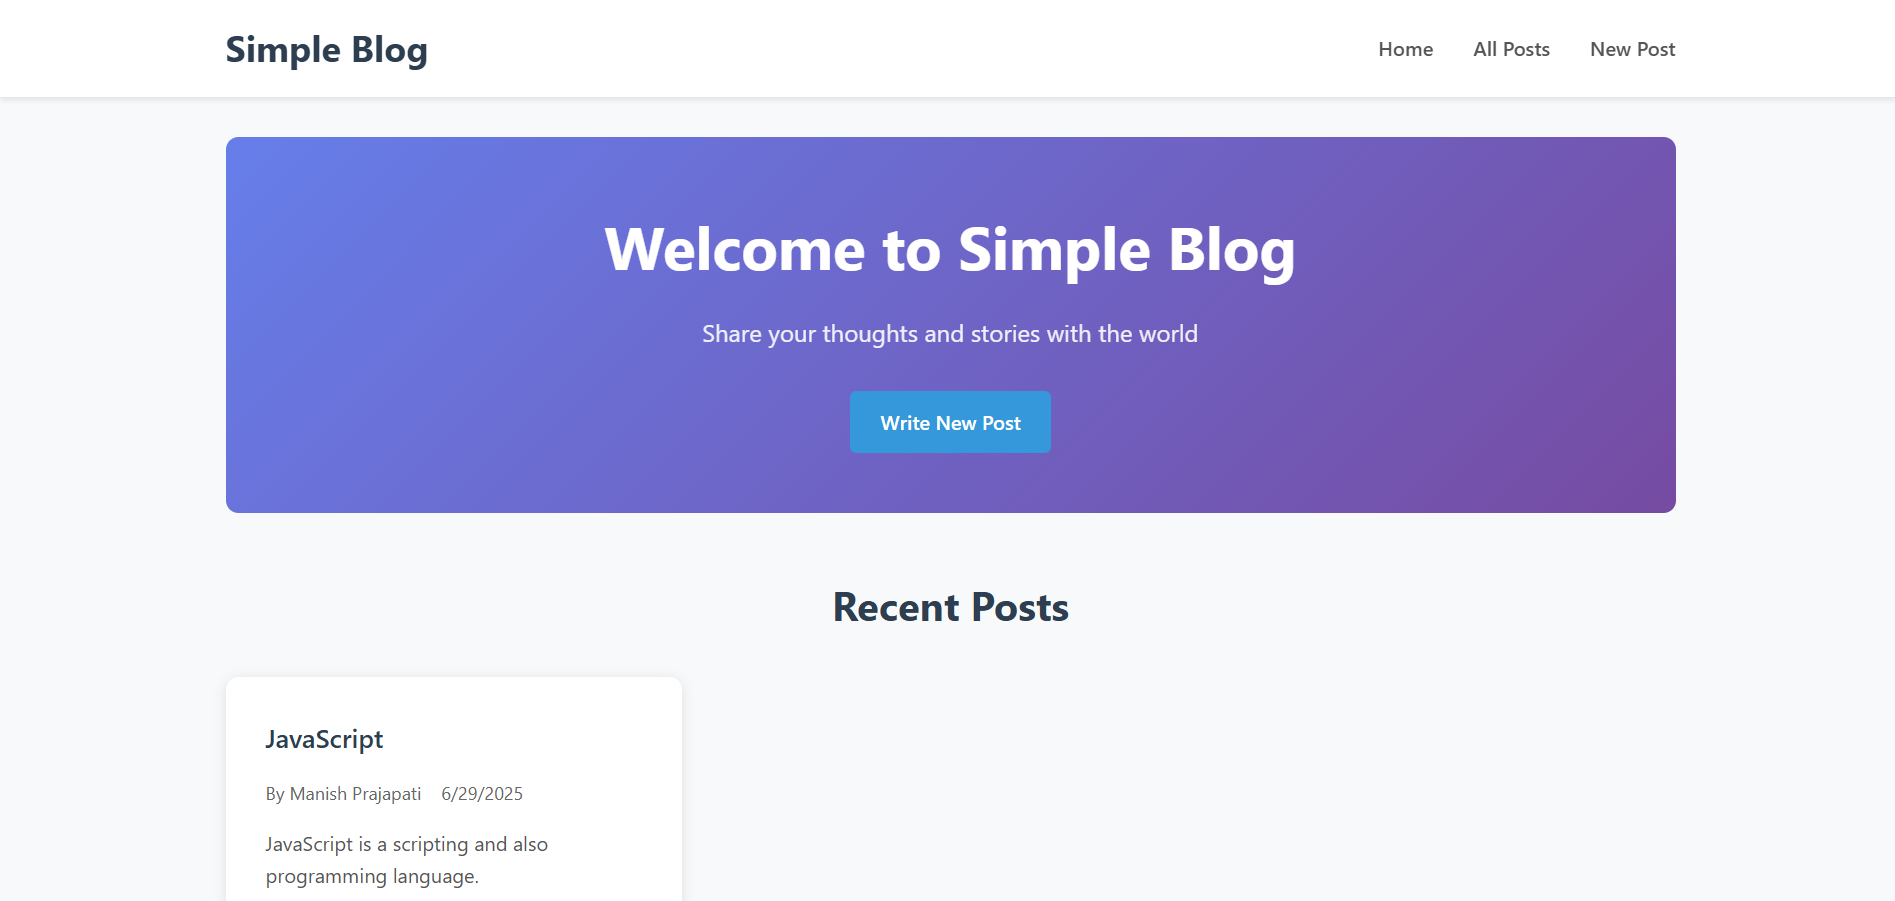 Simple Blog
Home
All Posts
New Post
Welcome to Simple Blog
Share your thoughts and stories with the world
Write New Post
Recent Posts
JavaScript
By Manish Prajapati 6/29/2025
JavaScript is a scripting and also
programming language.